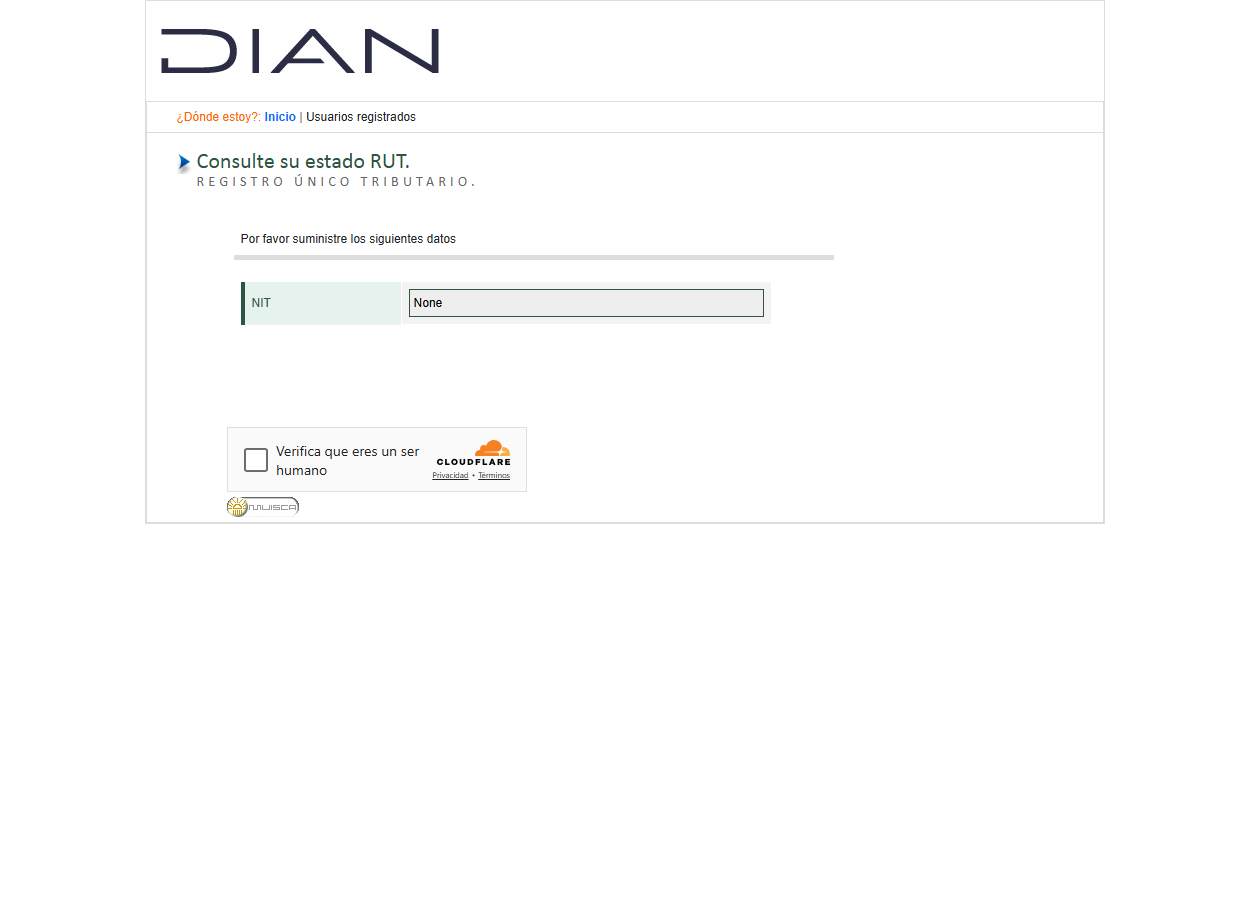 DIAN
¿Dónde estoy?: Inicio | Usuarios registrados
Consulte su estado RUT.
REGISTRO ÚNICO TRIBUTARIO.
Por favor suministre los siguientes datos
NIT None
Verifica que eres un ser
humano
CLOUDFLARE
Privacidad • Términos
MUISCA